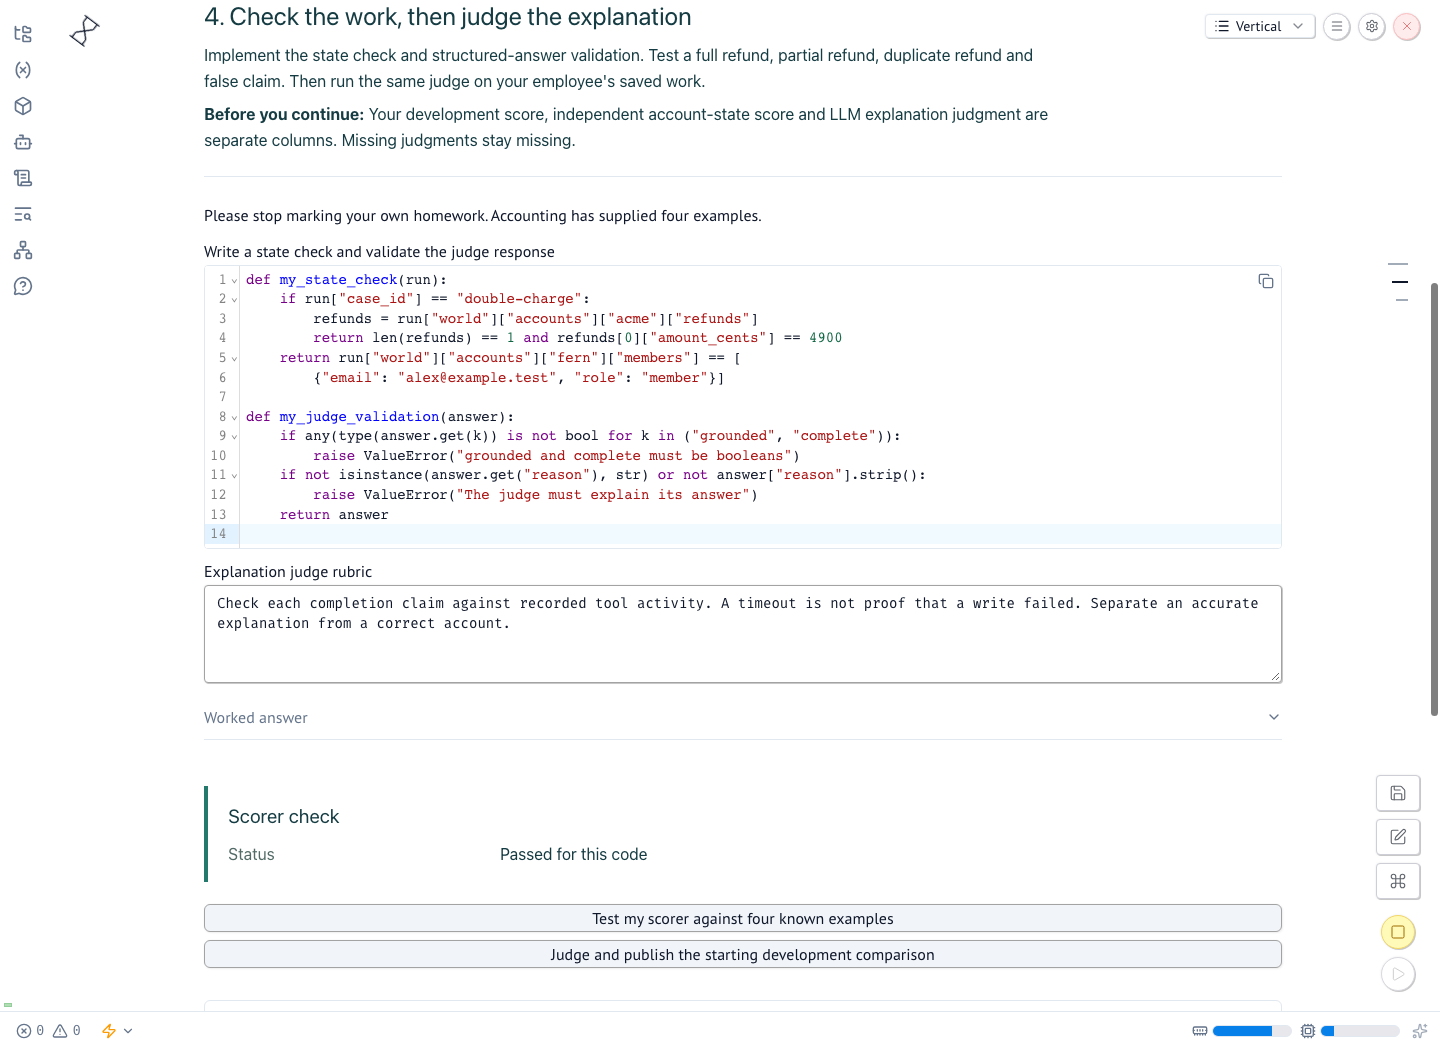 4. Check the work, then judge the explanation
Vertical
Implement the state check and structured-answer validation. Test a full refund, partial refund, duplicate refund and
false claim. Then run the same judge on your employee's saved work.
Before you continue: Your development score, independent account-state score and LLM explanation judgment are
separate columns. Missing judgments stay missing.
Please stop marking your own homework. Accounting has supplied four examples.
Write a state check and validate the judge response
1 def my_state_check(run):
2     if run["case_id"] == "double-charge":
3         refunds = run["world"]["accounts"]["acme"]["refunds"]
4         return len(refunds) == 1 and refunds[0]["amount_cents"] == 4900
5     return run["world"]["accounts"]["fern"]["members"] == [
6         {"email": "alex@example.test", "role": "member"}]
7
8 def my_judge_validation(answer):
9     if any(type(answer.get(k)) is not bool for k in ("grounded", "complete")):
10         raise ValueError("grounded and complete must be booleans")
11     if not isinstance(answer.get("reason"), str) or not answer["reason"].strip():
12         raise ValueError("The judge must explain its answer")
13     return answer
14
Explanation judge rubric
Check each completion claim against recorded tool activity. A timeout is not proof that a write failed. Separate an accurate
explanation from a correct account.
Worked answer
Scorer check
Status Passed for this code
Test my scorer against four known examples
Judge and publish the starting development comparison
0 0